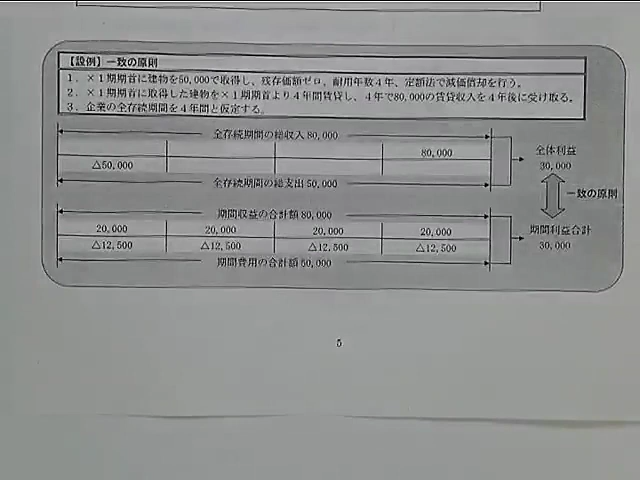 【設例】一致の原則
1．×1期期首に建物を50,000で取得し、残存価額ゼロ、耐用年数4年、定額法で減価償却を行う。
2．×1期期首に取得した建物を×1期期首より4年間賃貸し、4年で80,000の賃貸収入を4年後に受け取る。
3．企業の全存続期間を4年間と仮定する。
全存続期間の総収入 80,000
80,000
△50,000
全存続期間の総支出 50,000
全体利益
30,000
一致の原則
期間収益の合計額 80,000
20,000 20,000 20,000 20,000
△12,500 △12,500 △12,500 △12,500
期間費用の合計額 50,000
期間利益合計
30,000
5